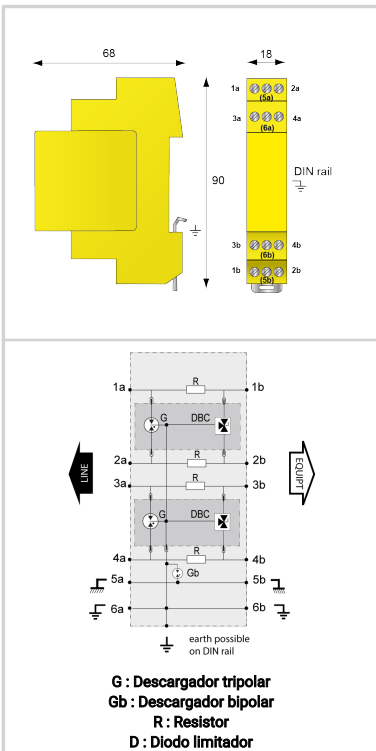 68
18
1a
2a
(5a)
3a
4a
(6a)
90
DIN rail
3b
4b
(6b)
1b
2b
(5b)
1a
R
1b
G
DBC
2a
R
2b
3a
R
3b
LINE
EQUIPT
G
DBC
4a
R
4b
Gb
5a
5b
6a
6b
earth possible
on DIN rail
G : Descargador tripolar
Gb : Descargador bipolar
R : Resistor
D : Diodo limitador